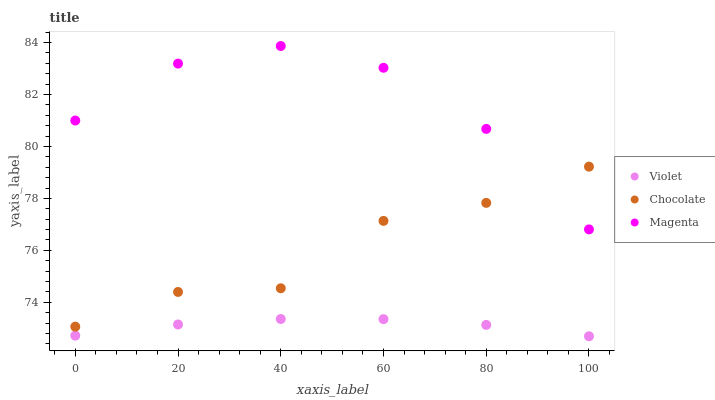 title
yaxis_label
84
82
80
78
76
74
0 20 40 60 80 100
xaxis_label
Violet
Chocolate
Magenta